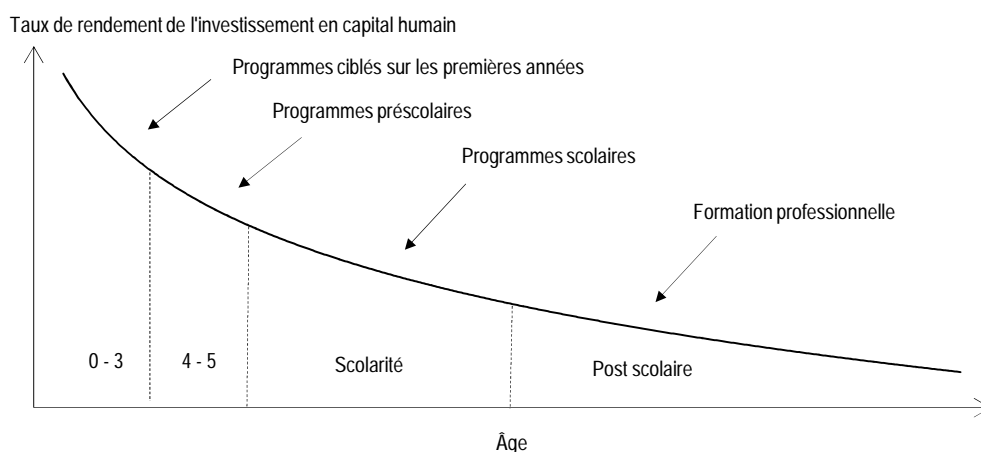 Taux de rendement de l'investissement en capital humain
Programmes ciblés sur les premières années
Programmes préscolaires
Programmes scolaires
Formation professionnelle
0 - 3
4 - 5
Scolarité
Post scolaire
Âge